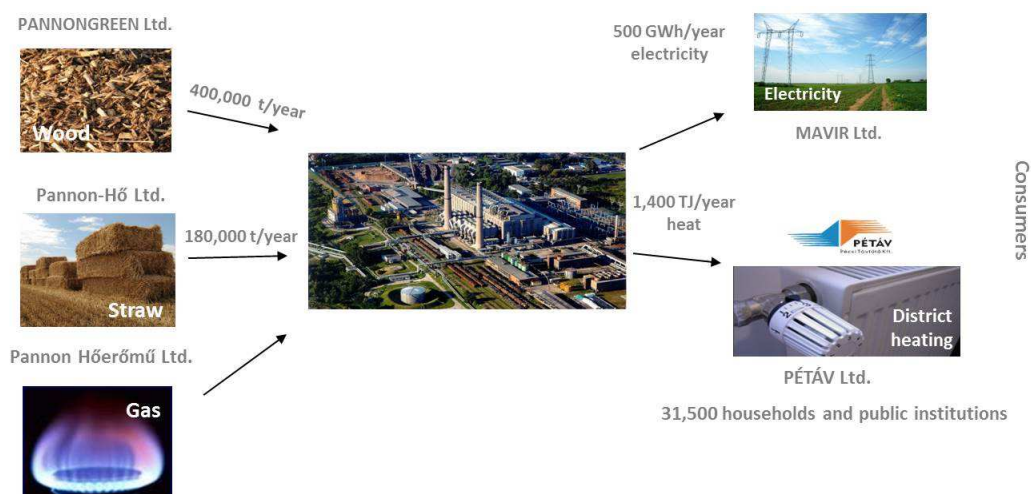 PANNONGREEN Ltd.
Wood
400,000 t/year
Pannon-Hő Ltd.
Straw
180,000 t/year
Pannon Hőerőmű Ltd.
Gas
500 GWh/year
electricity
Electricity
MAVIR Ltd.
1,400 TJ/year
heat
PÉTÁV
District
heating
PÉTÁV Ltd.
31,500 households and public institutions
Consumers